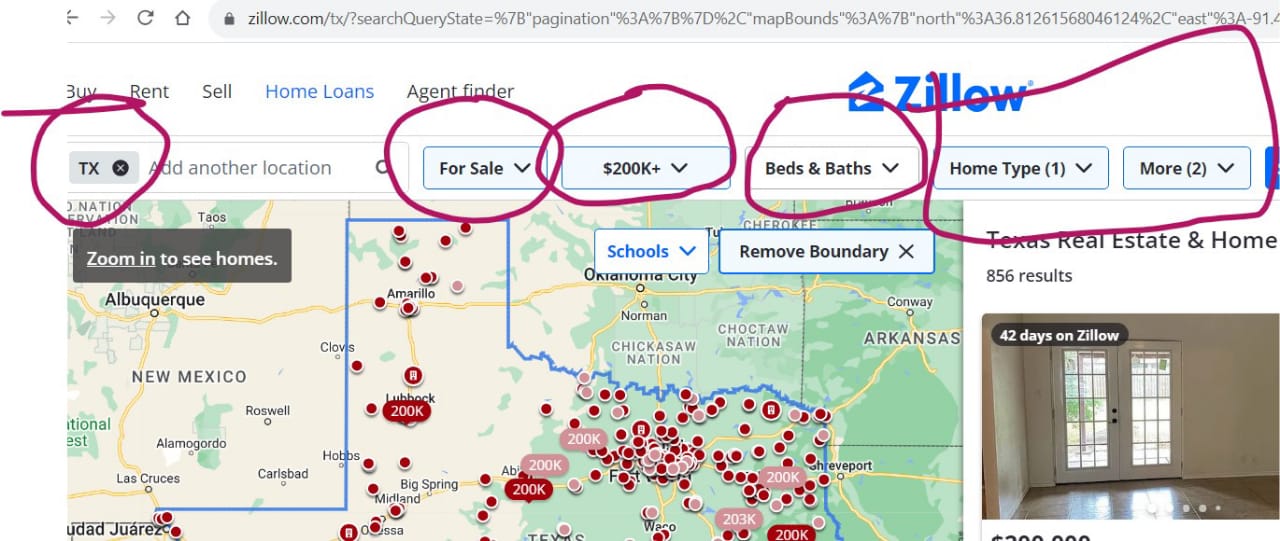 zillow.com/tx/?searchQueryState=%7B"pagination"%3A%7B%7D%2C"mapBounds"%3A%7B"north"%3A36.81261568046124%2C"east"%3A-91.4
Buy Rent Sell Home Loans Agent finder Zillow
TX Add another location For Sale $200K+ Beds & Baths Home Type (1) More (2)
Taos
CHEROKEE
Zoom in to see homes.
Schools Remove Boundary
Texas Real Estate & Home
856 results
Oklahoma City
Albuquerque
Amarillo
Norman
Conway
CHOCTAW
NATION
ARKANSAS
42 days on Zillow
Clovis
CHICKASAW
NATION
NEW MEXICO
Lubbock
200K
Roswell
200K
Alamogordo
Hobbs
200K
200K
Shreveport
Las Cruces
Carlsbad
Big Spring
200K
Midland
203K
Odessa
Waco
200K
TEXAS